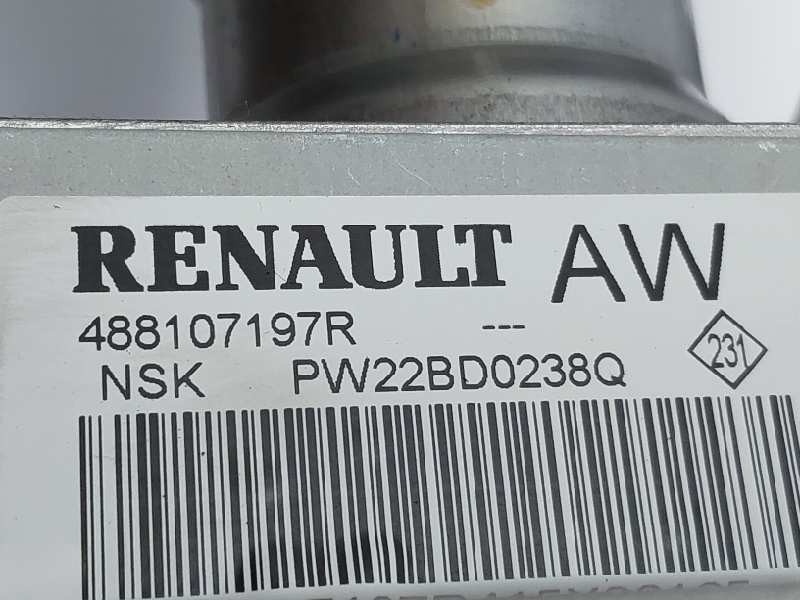 RENAULT AW
488107197R ---
NSK PW22BD0238Q
231